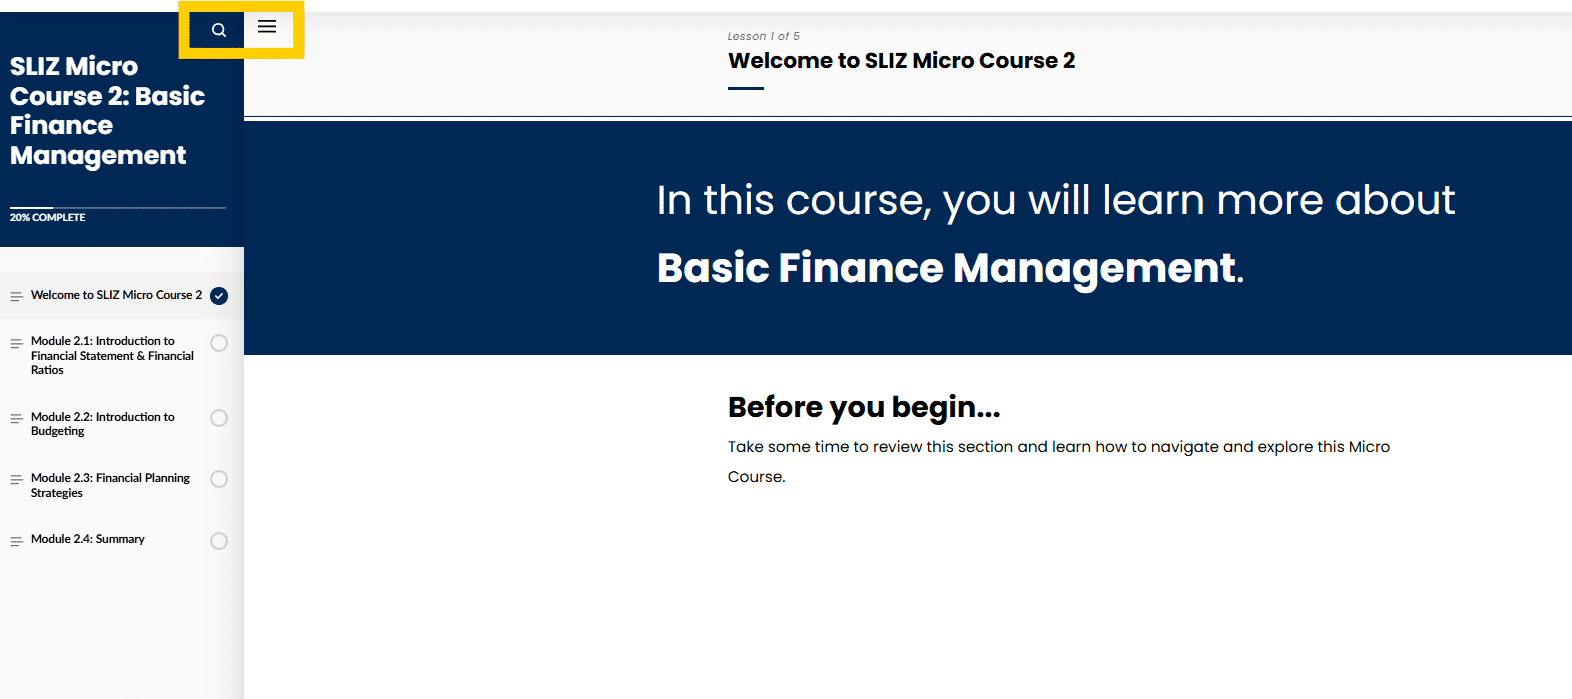 SLIZ Micro
Course 2: Basic
Finance
Management
20% COMPLETE
Welcome to SLIZ Micro Course 2
Module 2.1: Introduction to
Financial Statement & Financial
Ratios
Module 2.2: Introduction to
Budgeting
Module 2.3: Financial Planning
Strategies
Module 2.4: Summary
Lesson 1 of 5
Welcome to SLIZ Micro Course 2
In this course, you will learn more about
Basic Finance Management.
Before you begin...
Take some time to review this section and learn how to navigate and explore this Micro
Course.